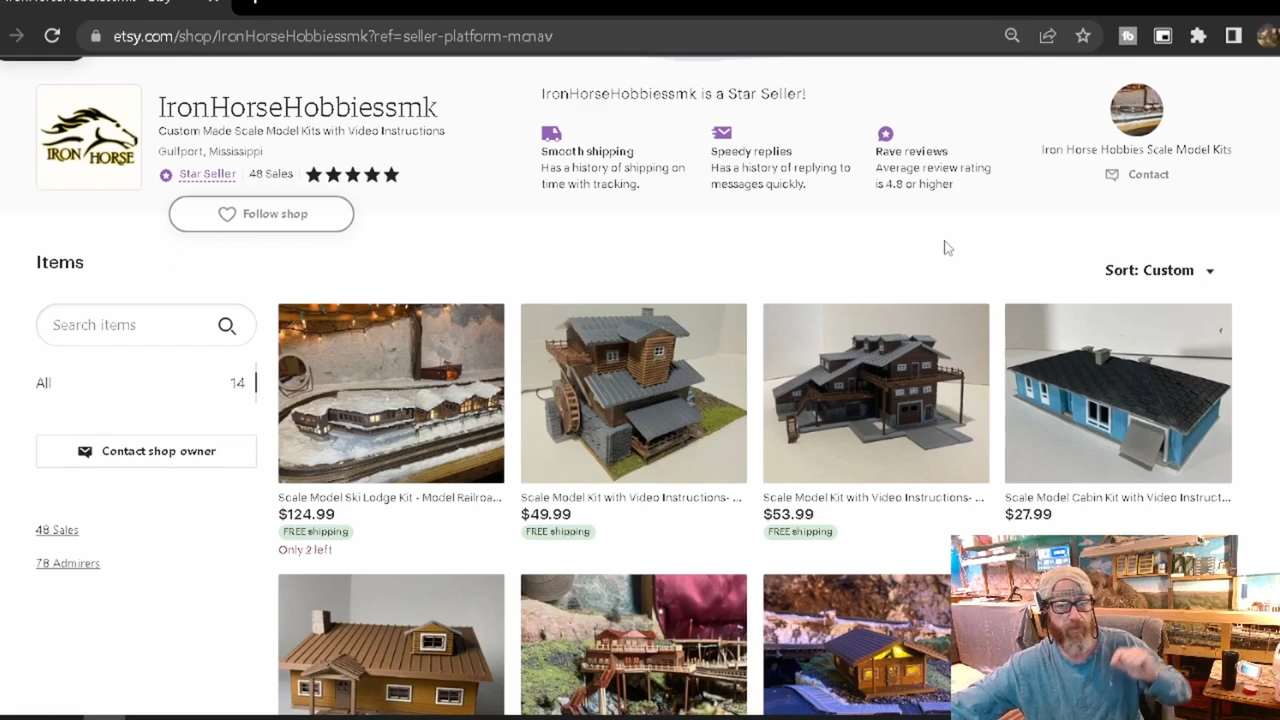 etsy.com/shop/IronHorseHobbiessmk?ref=seller-platform-mcnav
tb
IRON HORSE
IronHorseHobbiessmk
Custom Made Scale Model Kits with Video Instructions
Gulfport, Mississippi
Star Seller
48 Sales
Follow shop
IronHorseHobbiessmk is a Star Seller!
Smooth shipping
Has a history of shipping on
time with tracking.
Speedy replies
Has a history of replying to
messages quickly.
Rave reviews
Average review rating
is 4.8 or higher
Iron Horse Hobbies Scale Model Kits
Contact
Items
Sort: Custom
Search items
All 14
Contact shop owner
48 Sales
78 Admirers
Scale Model Ski Lodge Kit - Model Railroa...
$124.99
FREE shipping
Only 2 left
Scale Model Kit with Video Instructions- ...
$49.99
FREE shipping
Scale Model Kit with Video Instructions- ...
$53.99
FREE shipping
Scale Model Cabin Kit with Video Instruct...
$27.99